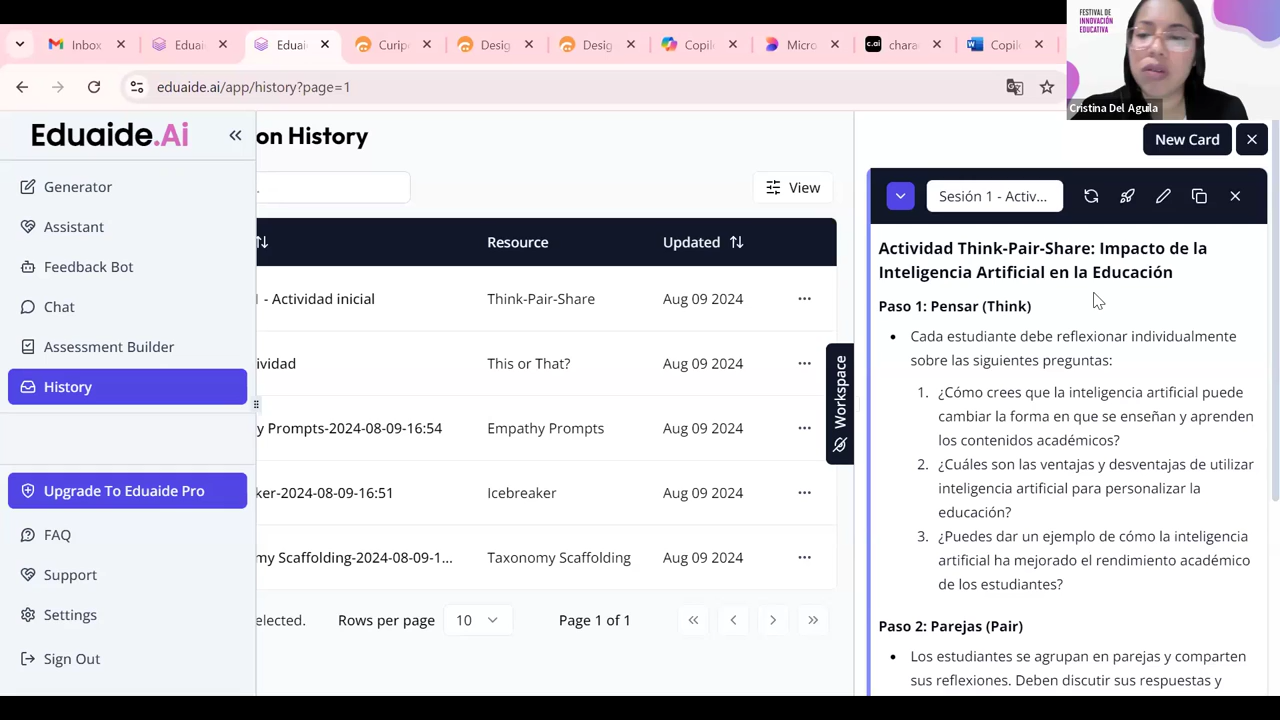 FESTIVAL DE
INNOVACIÓN
EDUCATIVA
Cristina Del Aguila
Inbox
Eduai
Eduai
Curip
Desig
Desig
Copil
Micro
c.ai
chara
Copil
eduaide.ai/app/history?page=1
Eduaide.Ai
Generator
Assistant
Feedback Bot
Chat
Assessment Builder
History
Upgrade To Eduaide Pro
FAQ
Support
Settings
Sign Out
on History
.
View
Resource
Updated
- Actividad inicial
Think-Pair-Share
Aug 09 2024
ividad
This or That?
Aug 09 2024
y Prompts-2024-08-09-16:54
Empathy Prompts
Aug 09 2024
ker-2024-08-09-16:51
Icebreaker
Aug 09 2024
my Scaffolding-2024-08-09-1...
Taxonomy Scaffolding
Aug 09 2024
elected.
Rows per page
10
Page 1 of 1
Workspace
New Card
Sesión 1 - Activ...
Actividad Think-Pair-Share: Impacto de la
Inteligencia Artificial en la Educación
Paso 1: Pensar (Think)
• Cada estudiante debe reflexionar individualmente
sobre las siguientes preguntas:
1. ¿Cómo crees que la inteligencia artificial puede
cambiar la forma en que se enseñan y aprenden
los contenidos académicos?
2. ¿Cuáles son las ventajas y desventajas de utilizar
inteligencia artificial para personalizar la
educación?
3. ¿Puedes dar un ejemplo de cómo la inteligencia
artificial ha mejorado el rendimiento académico
de los estudiantes?
Paso 2: Parejas (Pair)
• Los estudiantes se agrupan en parejas y comparten
sus reflexiones. Deben discutir sus respuestas y